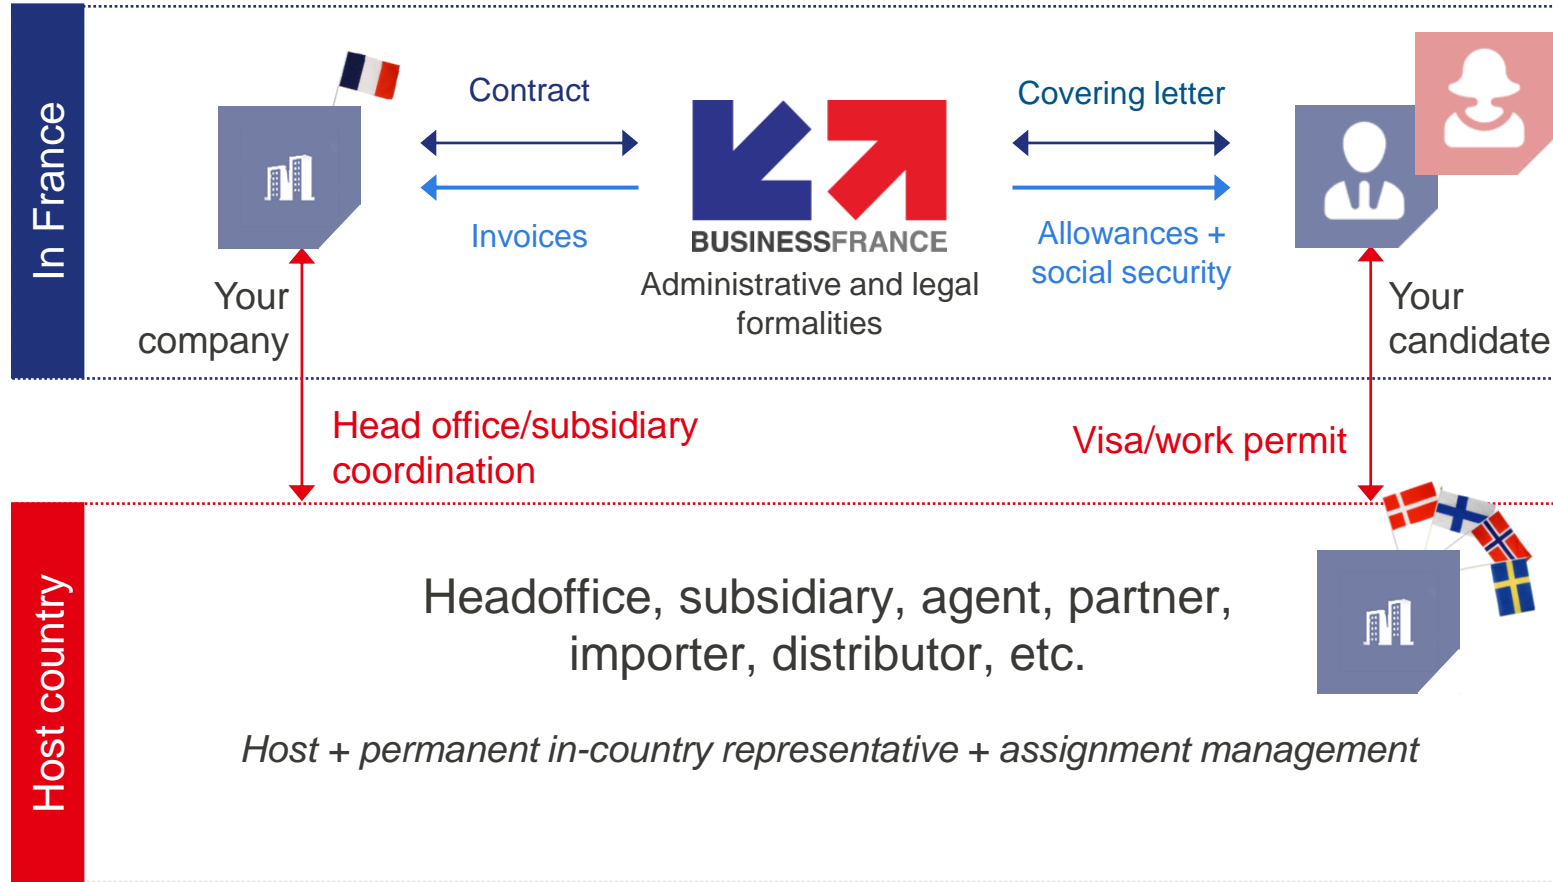 In France
Contract
Invoices
Your
company
BUSINESSFRANCE
Administrative and legal
formalities
Covering letter
Allowances +
social security
Your
candidate
Head office/subsidiary
coordination
Visa/work permit
Host country
Headoffice, subsidiary, agent, partner,
importer, distributor, etc.
Host + permanent in-country representative + assignment management